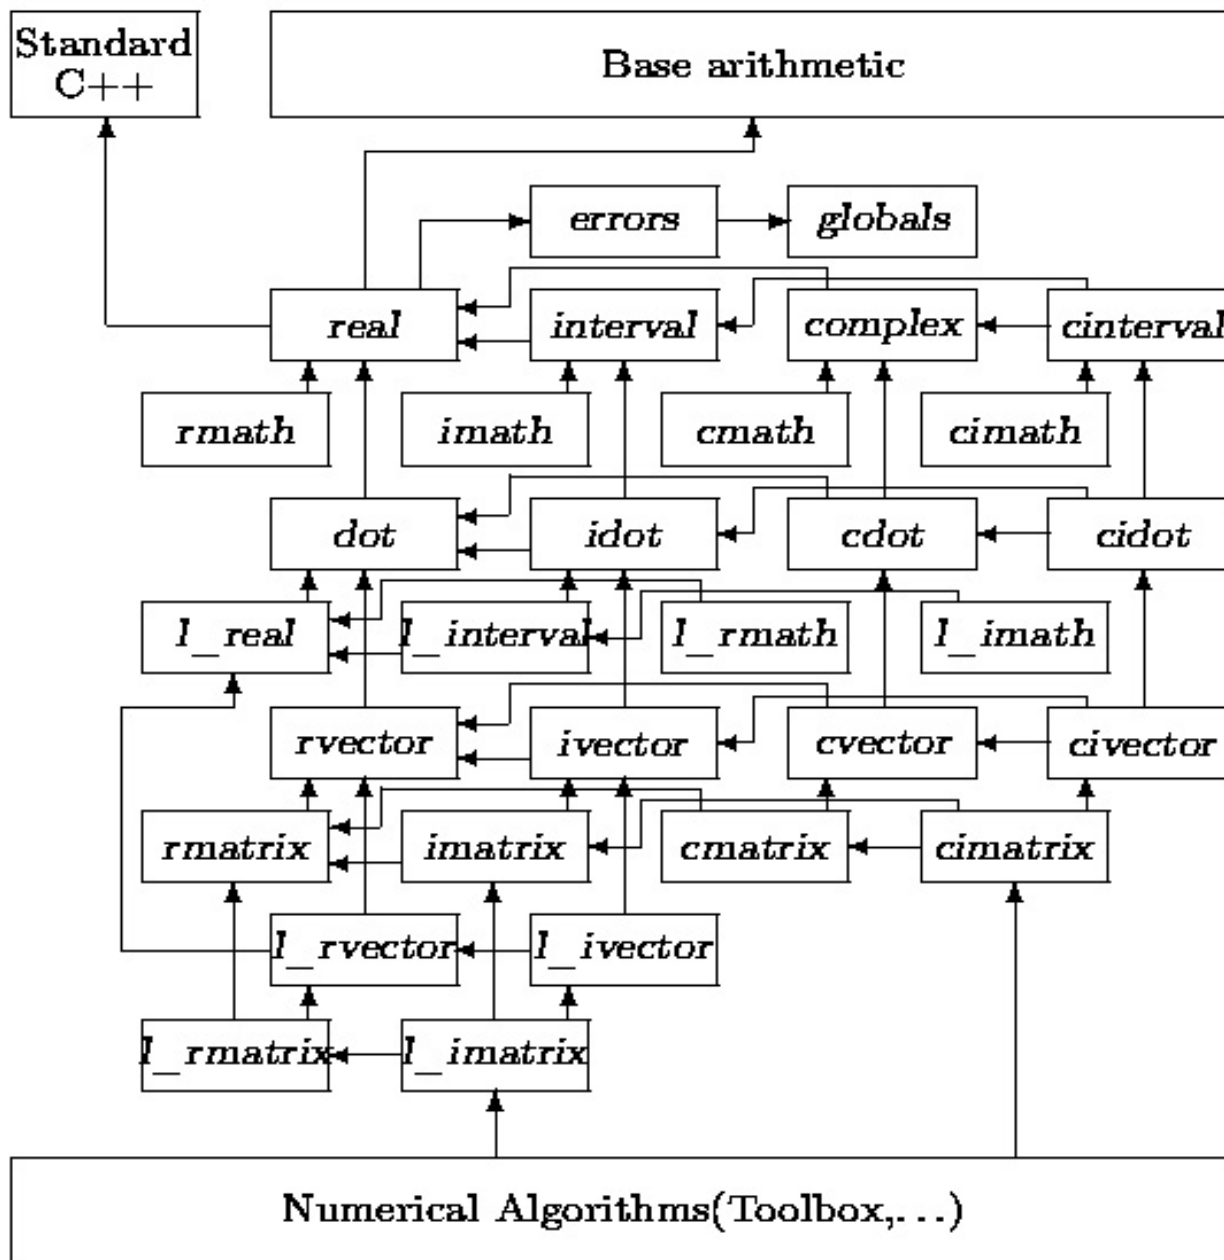 Standard
C++
Base arithmetic
errors
globals
real
interval
complex
cinterval
rmath
imath
cmath
cimath
dot
idot
cdot
cidot
l_real
l_interval
l_rmath
l_imath
rvector
ivector
cvector
civector
rmatrix
imatrix
cmatrix
cimatrix
l_rvector
l_ivector
l_rmatrix
l_imatrix
Numerical Algorithms(Toolbox,...)